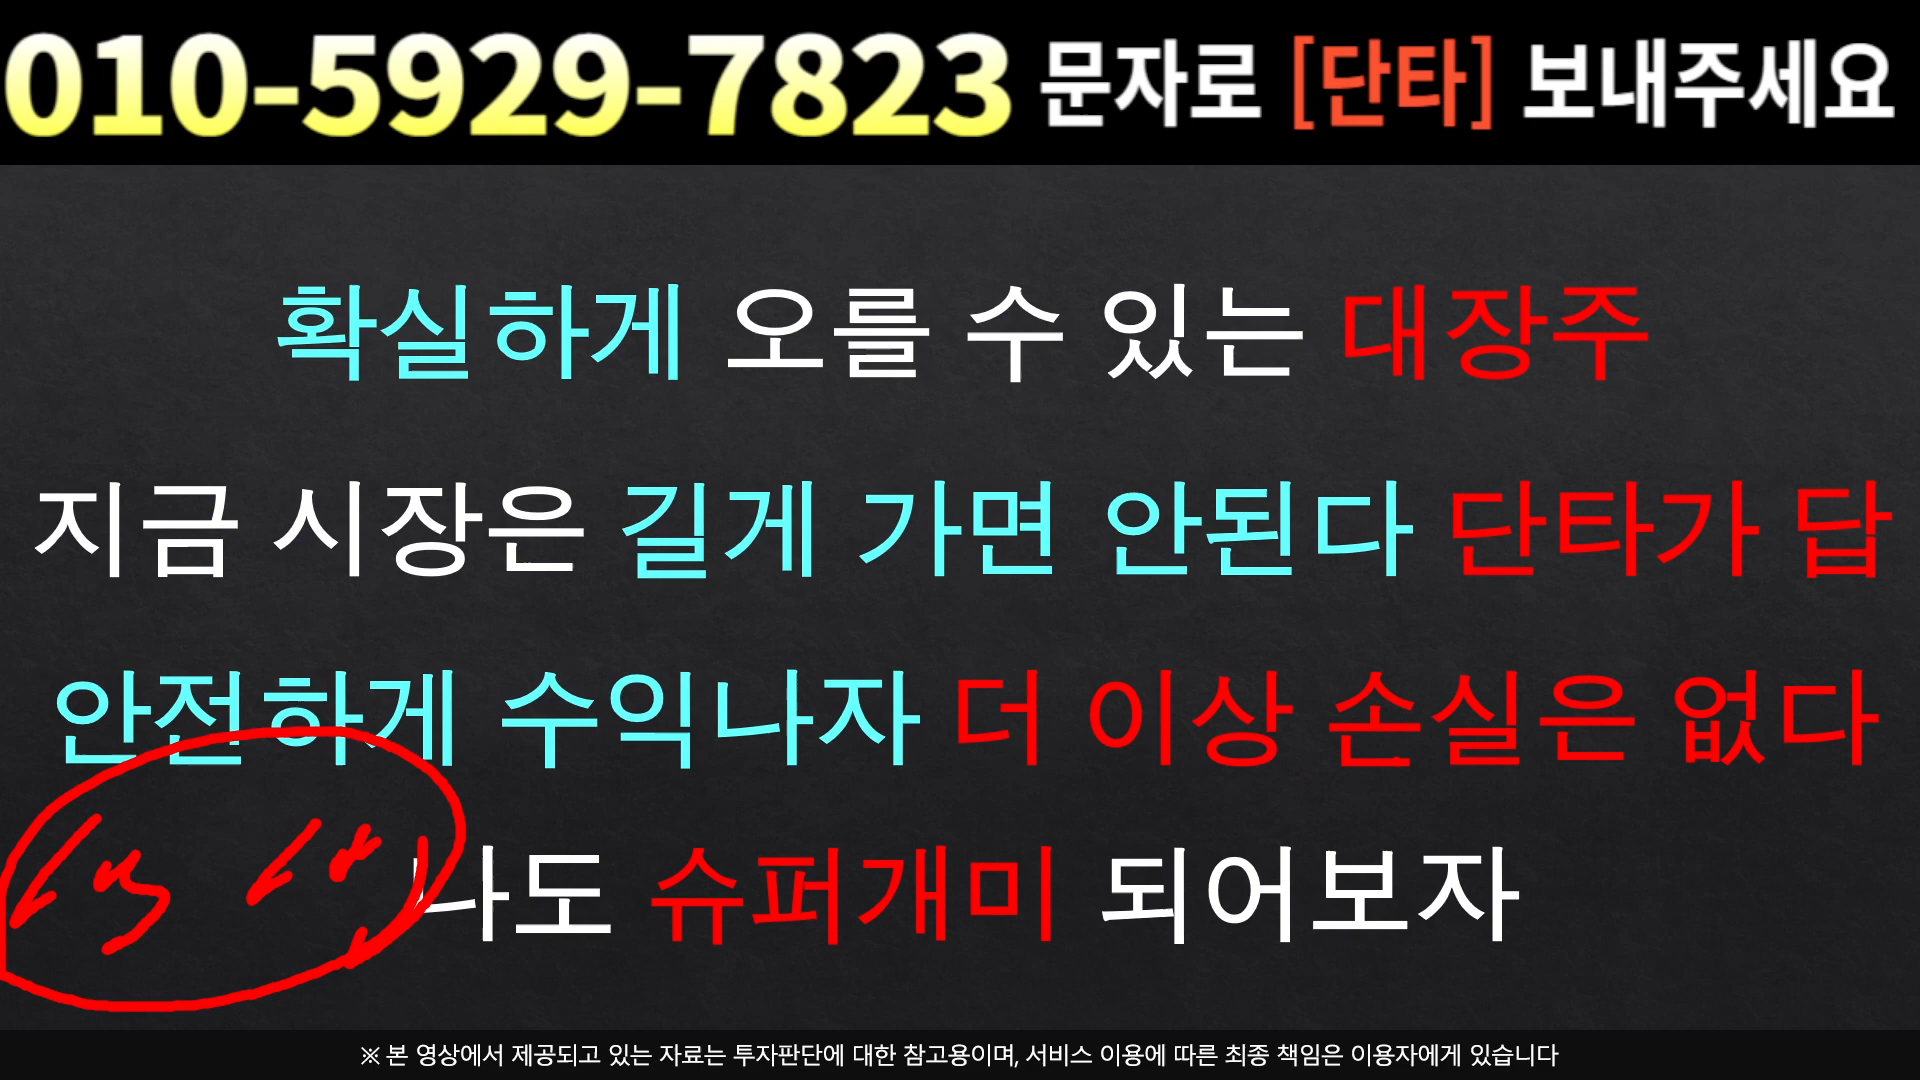 010-5929-7823 문자로 [단타] 보내주세요
확실하게 오를 수 있는 대장주
지금 시장은 길게 가면 안된다 단타가 답
안전하게 수익나자 더 이상 손실은 없다
나도 슈퍼개미 되어보자
※ 본 영상에서 제공되고 있는 자료는 투자판단에 대한 참고용이며, 서비스 이용에 따른 최종 책임은 이용자에게 있습니다